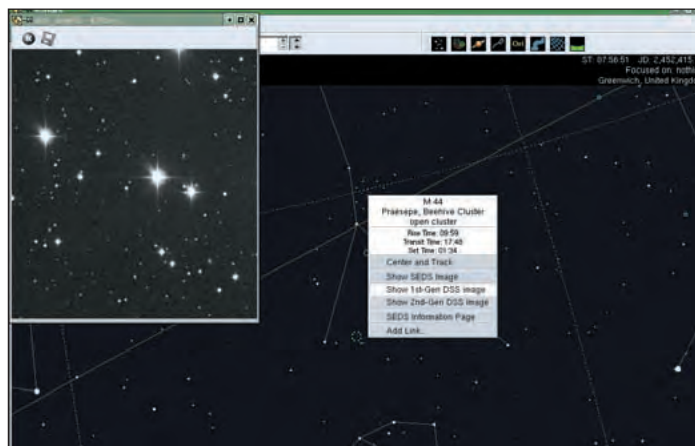 ST: 07:56:51 JD: 2,452,415.
Focused on: nothi
Greenwich, United Kingdo
M 44
Praesepe, Beehive Cluster
open cluster
Rise Time: 09:59
Transit Time: 17:48
Set Time: 01:34
Center and Track
Show SEDS Image
Show 1st-Gen DSS image
Show 2nd-Gen DSS image
SEDS Information Page
Add Link...